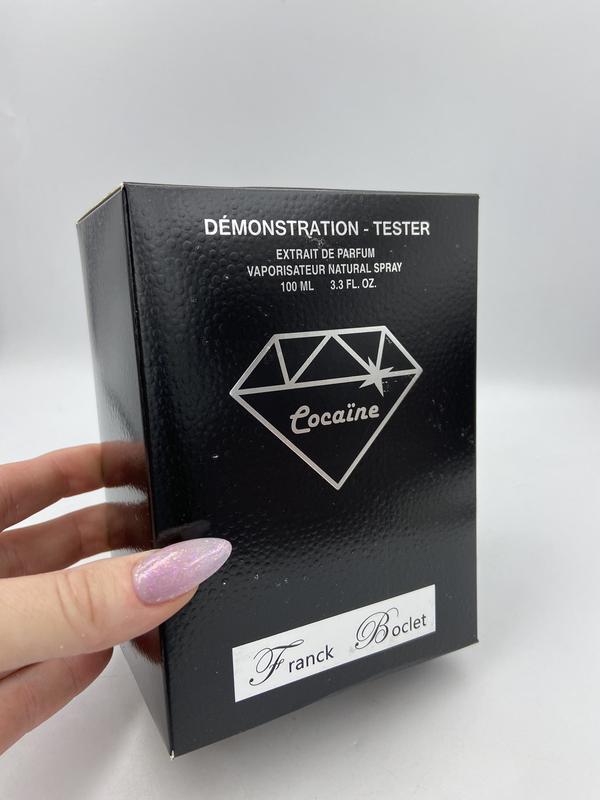 DÉMONSTRATION - TESTER
EXTRAIT DE PARFUM
VAPORISATEUR NATURAL SPRAY
100 ML 3.3 FL. OZ.
Cocaïne
Franck Boclet